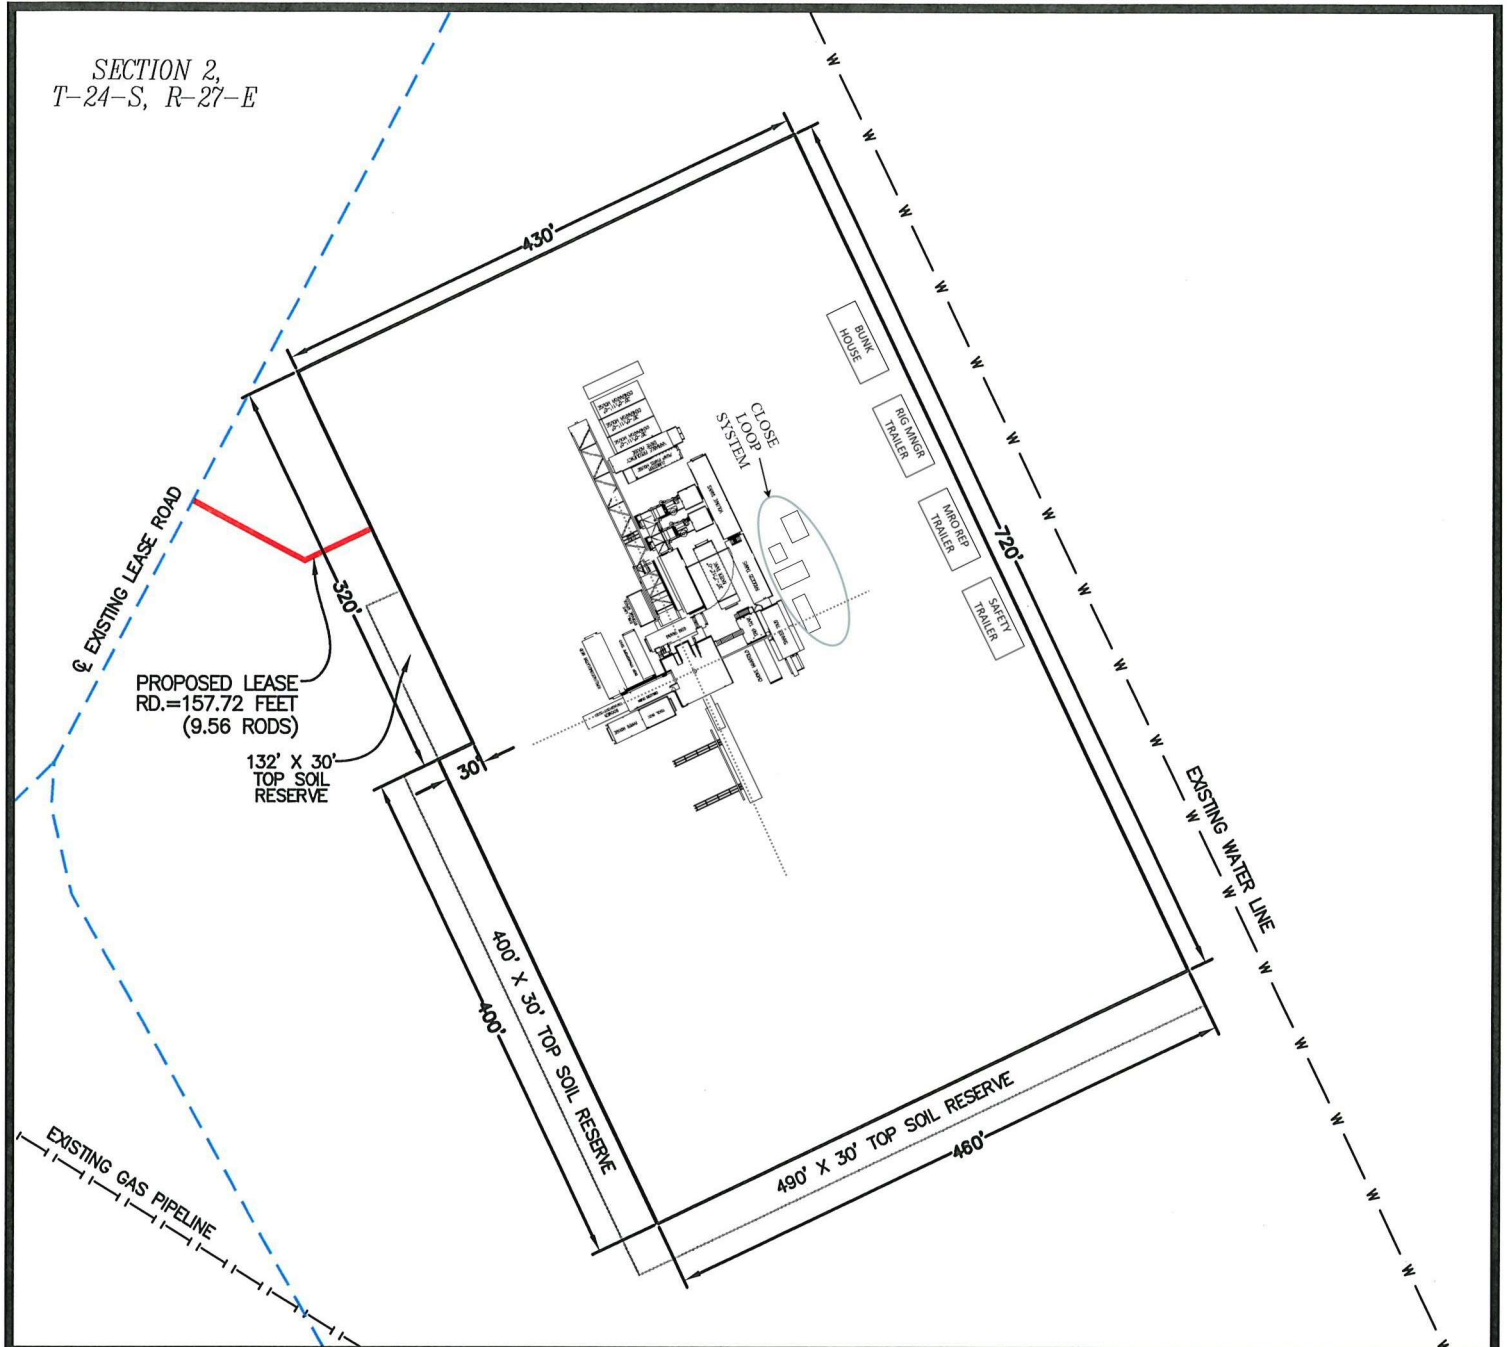 SECTION 2,
T-24-S, R-27-E
W
W
W
430'
W
W
BUNK
HOUSE
W
CLOSE
LOOP
SYSTEM
RIG MNGR
TRAILER
W
℄ EXISTING LEASE ROAD
MRO REP
TRAILER
720'
W
320'
SAFETY
TRAILER
W
PROPOSED LEASE
RD.=157.72 FEET
(9.56 RODS)
W
132' X 30'
TOP SOIL
RESERVE
30'
W
EXISTING WATER LINE
W
W
400' X 30' TOP SOIL RESERVE
400'
W
W
W
490' X 30' TOP SOIL RESERVE
460'
W
EXISTING GAS PIPELINE
W
W
W
W